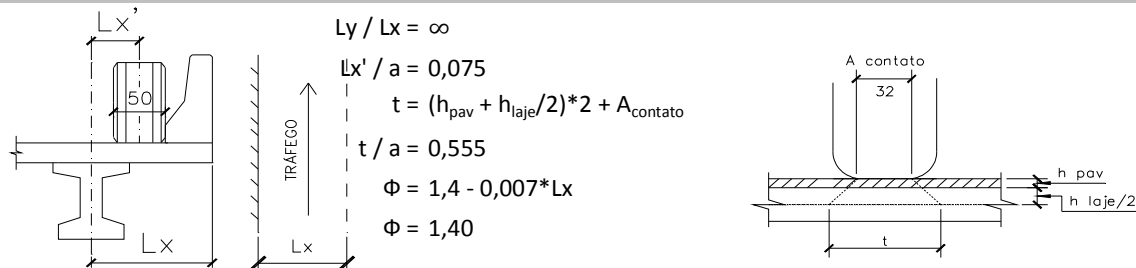 Lx'
50
Lx
TRÁFEGO
Lx
Ly / Lx = ∞
Lx' / a = 0,075
t = (hpav + hlaje/2)*2 + Acontato
t / a = 0,555
Φ = 1,4 - 0,007*Lx
Φ = 1,40
A contato
32
h pav
h laje/2
t